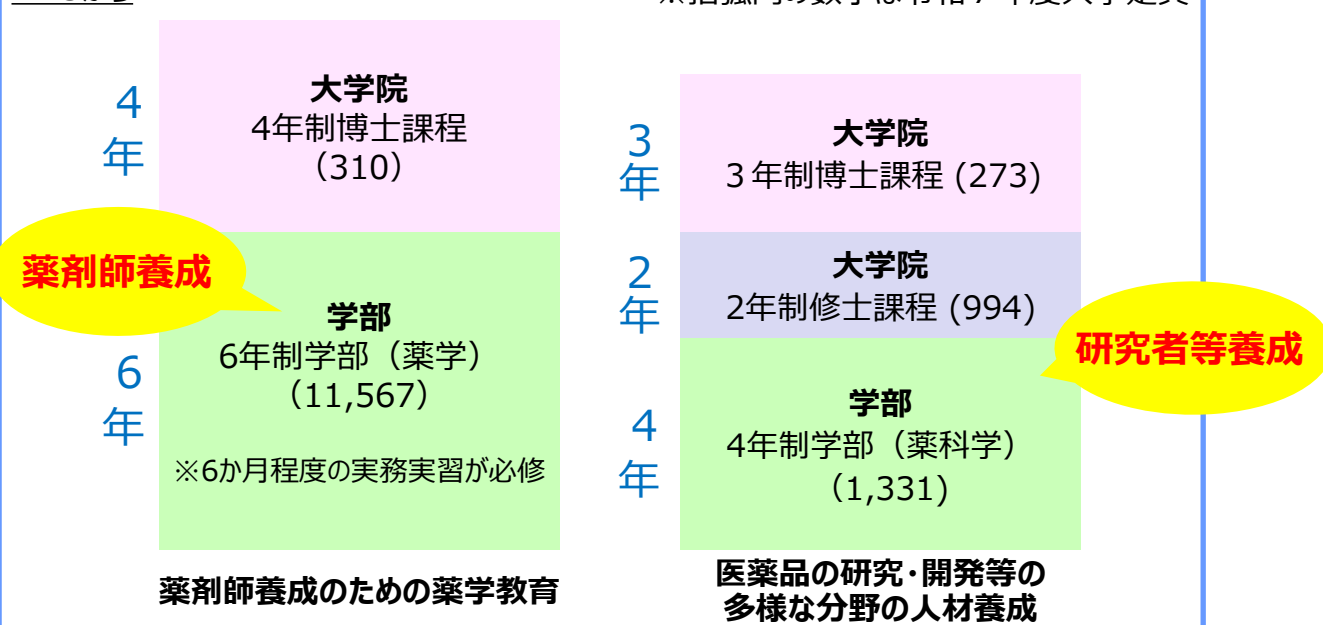 4
年
大学院
4年制博士課程
（310）
薬剤師養成
6
年
学部
6年制学部（薬学）
（11,567）
※6か月程度の実務実習が必修
薬剤師養成のための薬学教育
3
年
大学院
３年制博士課程 (273)
2
年
大学院
2年制修士課程 (994)
研究者等養成
4
年
学部
4年制学部（薬科学）
（1,331)
医薬品の研究・開発等の
多様な分野の人材養成